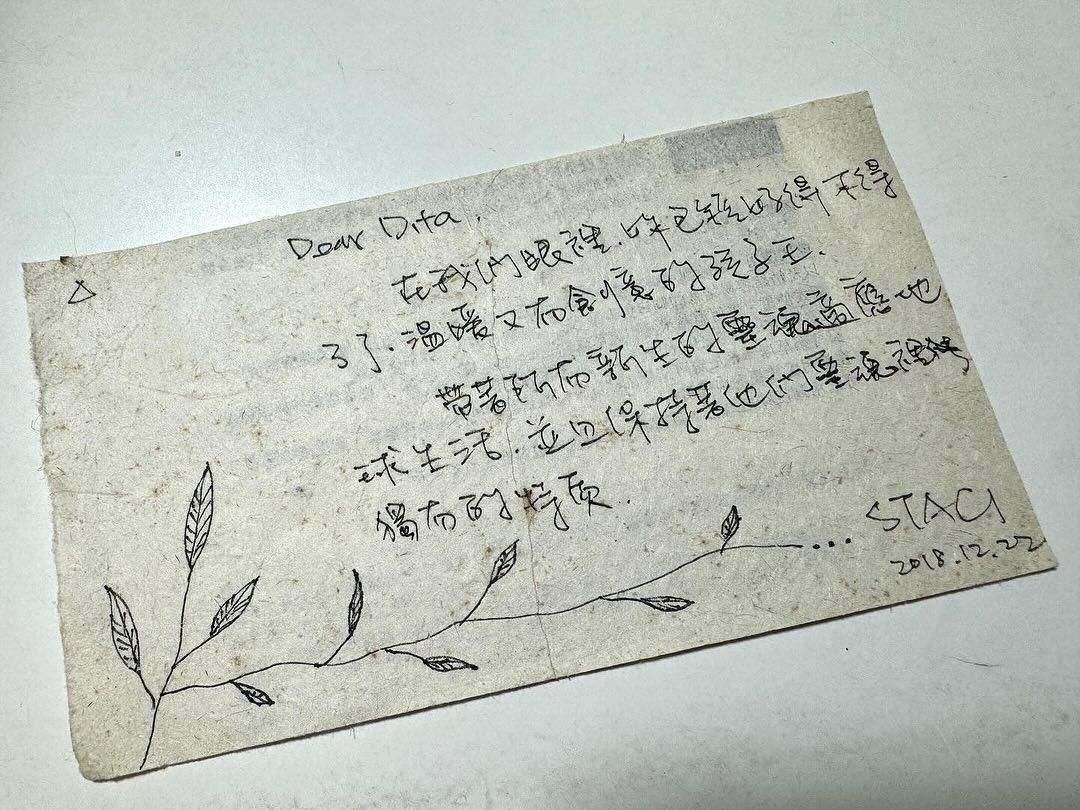 Dear Dita,
在我們眼裡,妳已經好得不得
了了.溫暖又有創意的孩子王.
帶著所有新生的靈魂適應地
球生活.並且保持著他們靈魂裡
獨有的特質.
STACI
2018.12.22